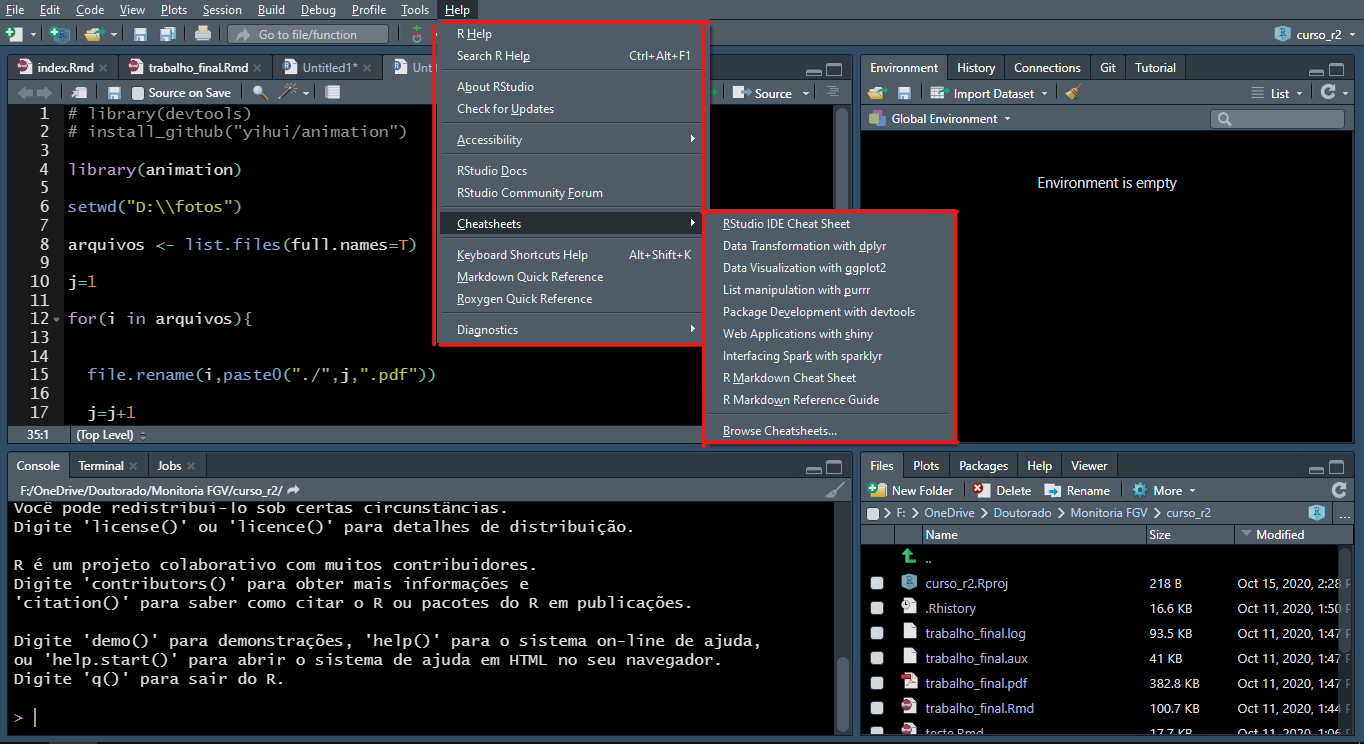 File Edit Code View Plots Session Build Debug Profile Tools Help
Go to file/function
curso_r2
index.Rmd
trabalho_final.Rmd
Untitled1*
Source on Save
Source
1 # library(devtools)
2 # install_github("yihui/animation")
3
4 library(animation)
5
6 setwd("D:\\fotos")
7
8 arquivos <- list.files(full.names=T)
9
10 j=1
11
12 for(i in arquivos){
13
14
15 file.rename(i,paste0("./",j,".pdf"))
16
17 j=j+1
35:1 (Top Level)
R Help
Search R Help Ctrl+Alt+F1
About RStudio
Check for Updates
Accessibility
RStudio Docs
RStudio Community Forum
Cheatsheets
Keyboard Shortcuts Help Alt+Shift+K
Markdown Quick Reference
Roxygen Quick Reference
Diagnostics
RStudio IDE Cheat Sheet
Data Transformation with dplyr
Data Visualization with ggplot2
List manipulation with purrr
Package Development with devtools
Web Applications with shiny
Interfacing Spark with sparklyr
R Markdown Cheat Sheet
R Markdown Reference Guide
Browse Cheatsheets...
Environment History Connections Git Tutorial
Import Dataset List
Global Environment
Environment is empty
Console Terminal Jobs
F:/OneDrive/Doutorado/Monitoria FGV/curso_r2/
Você pode redistribuí-lo sob certas circunstâncias.
Digite 'license()' ou 'licence()' para detalhes de distribuição.
R é um projeto colaborativo com muitos contribuidores.
Digite 'contributors()' para obter mais informações e
'citation()' para saber como citar o R ou pacotes do R em publicações.
Digite 'demo()' para demonstrações, 'help()' para o sistema on-line de ajuda,
ou 'help.start()' para abrir o sistema de ajuda em HTML no seu navegador.
Digite 'q()' para sair do R.
>
Files Plots Packages Help Viewer
New Folder Delete Rename More
F: > OneDrive > Doutorado > Monitoria FGV > curso_r2 ...
Name Size Modified
..
curso_r2.Rproj 218 B Oct 15, 2020, 2:28
.Rhistory 16.6 KB Oct 11, 2020, 1:50
trabalho_final.log 93.5 KB Oct 11, 2020, 1:47
trabalho_final.aux 41 KB Oct 11, 2020, 1:47
trabalho_final.pdf 382.8 KB Oct 11, 2020, 1:47
trabalho_final.Rmd 100.7 KB Oct 11, 2020, 1:44
teste.Rmd 17.7 KB Oct 11, 2020, 1:06